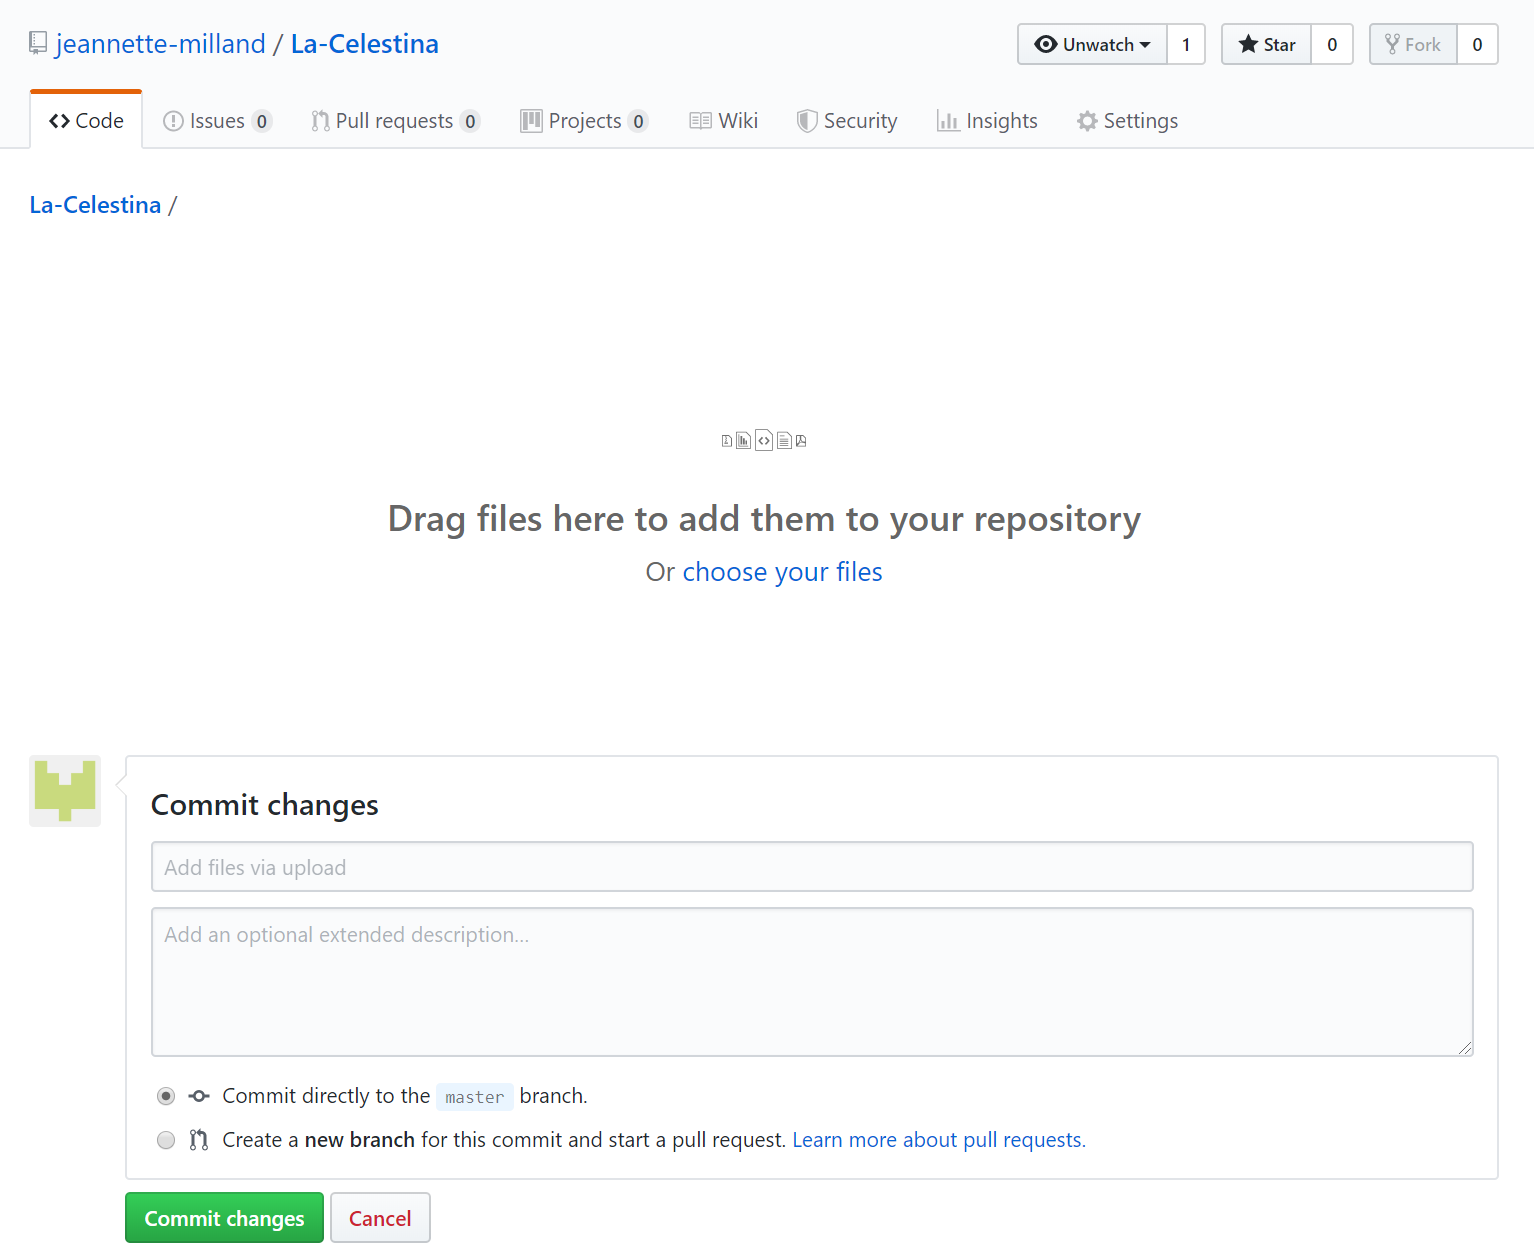 jeannette-milland / La-Celestina
Unwatch 1 Star 0 Fork 0
Code Issues 0 Pull requests 0 Projects 0 Wiki Security Insights Settings
La-Celestina /
Drag files here to add them to your repository
Or choose your files
Commit changes
Add files via upload
Add an optional extended description...
Commit directly to the master branch.
Create a new branch for this commit and start a pull request. Learn more about pull requests.
Commit changes Cancel